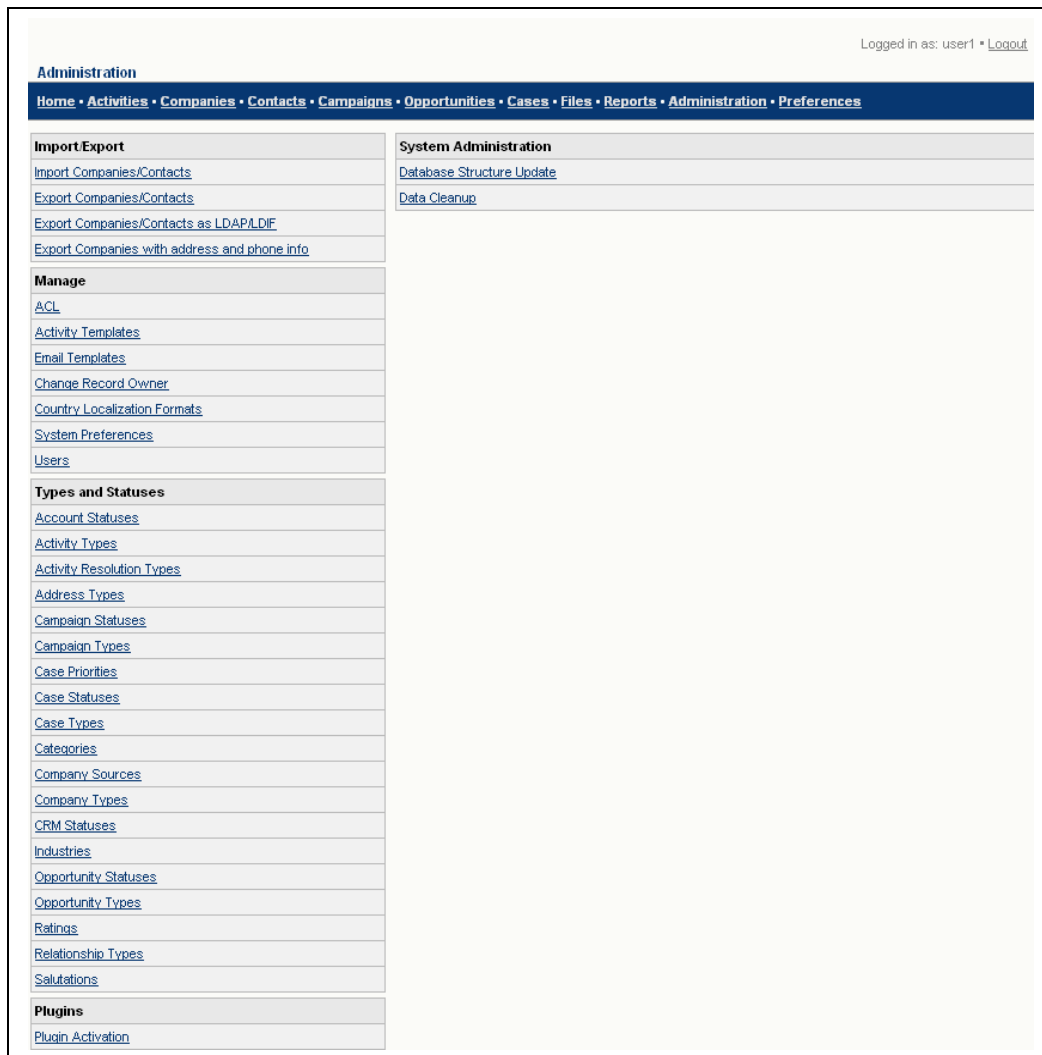 Logged in as: user1 • Logout
Administration
Home • Activities • Companies • Contacts • Campaigns • Opportunities • Cases • Files • Reports • Administration • Preferences
Import/Export
Import Companies/Contacts
Export Companies/Contacts
Export Companies/Contacts as LDAP/LDIF
Export Companies with address and phone info
Manage
ACL
Activity Templates
Email Templates
Change Record Owner
Country Localization Formats
System Preferences
Users
Types and Statuses
Account Statuses
Activity Types
Activity Resolution Types
Address Types
Campaign Statuses
Campaign Types
Case Priorities
Case Statuses
Case Types
Categories
Company Sources
Company Types
CRM Statuses
Industries
Opportunity Statuses
Opportunity Types
Ratings
Relationship Types
Salutations
Plugins
Plugin Activation
System Administration
Database Structure Update
Data Cleanup